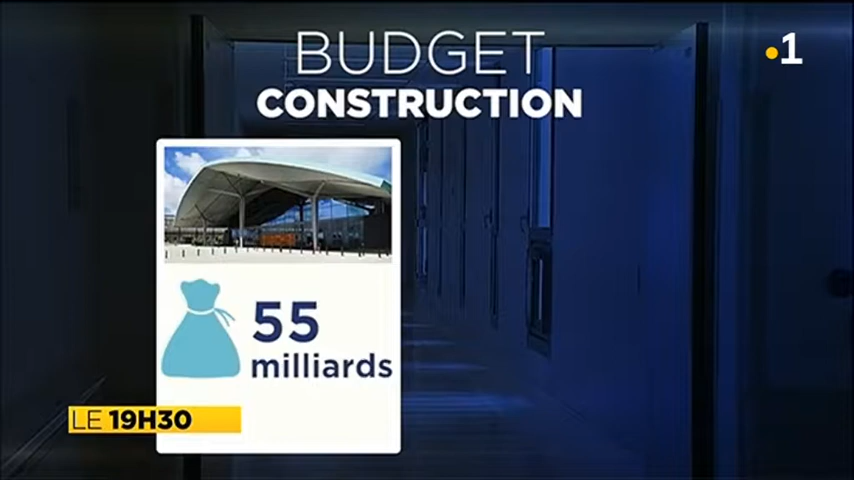 BUDGET
CONSTRUCTION
1
55
milliards
LE 19H30